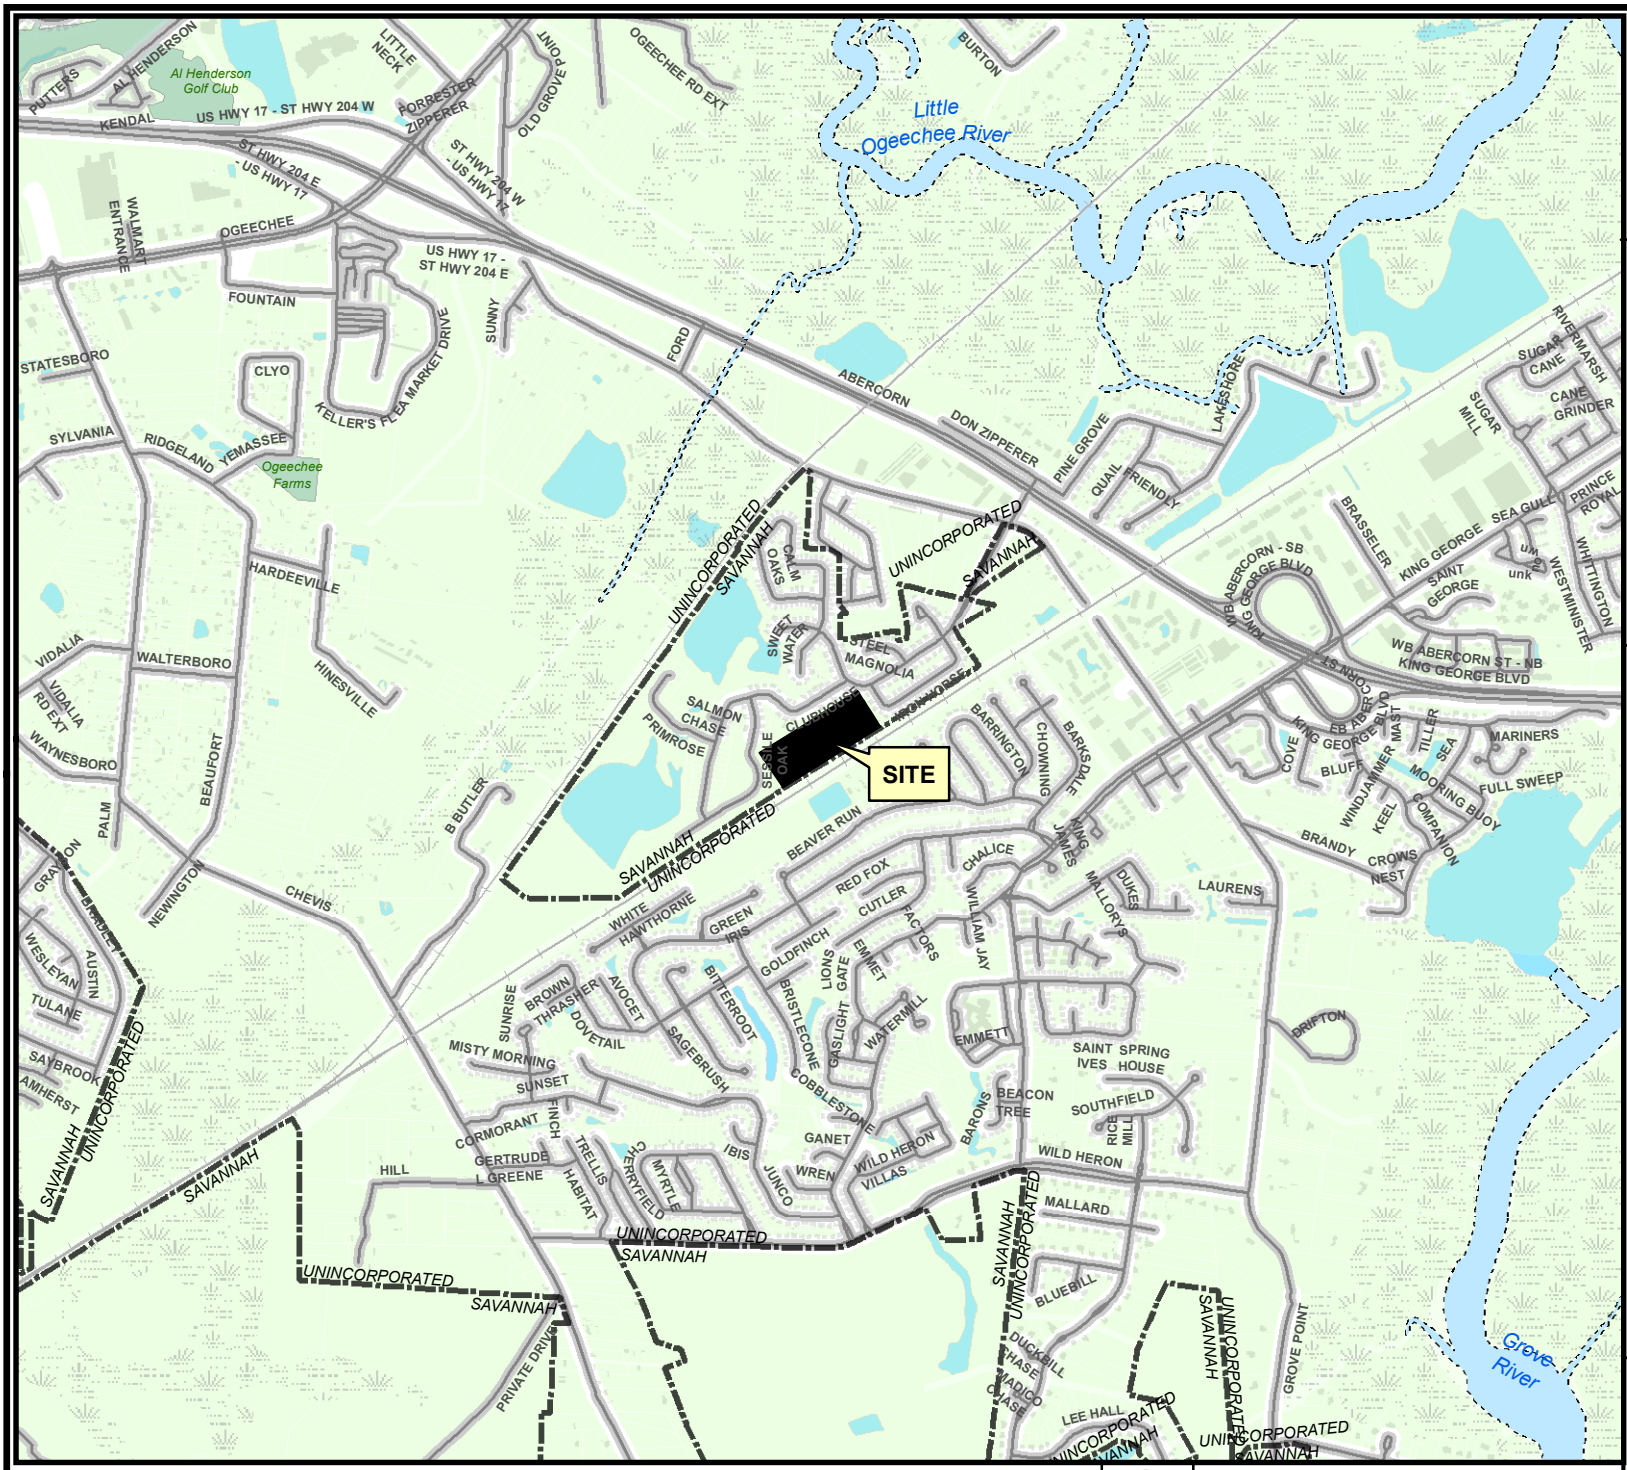 PUTTERS
AL HENDERSON
Al Henderson
Golf Club
KENDAL
US HWY 17 - ST HWY 204 W
LITTLE
NECK
FORRESTER
ZIPPERER
OLD GROVE POINT
OGEECHEE RD EXT
BURTON
Little
Ogeechee River
ST HWY 204 E
- US HWY 17
ST HWY 204 W
- US HWY 17
WALMART
ENTRANCE
OGEECHEE
US HWY 17 -
ST HWY 204 E
FOUNTAIN
SUNNY
KELLER'S FLEA MARKET DRIVE
STATESBORO
CLYO
SYLVANIA
RIDGELAND
YEMASSEE
Ogeechee
Farms
FORD
ABERCORN
DON ZIPPERER
PINE GROVE
QUAIL
FRIENDLY
LAKESHORE
RIVERMARSH
SUGAR
CANE
SUGAR
MILL
CANE
GRINDER
PRINCE
ROYAL
SEA GULL
WHITTINGTON
WESTMINISTER
unk
BRASSELER
KING GEORGE
SAINT
GEORGE
WB ABERCORN - SB
KING GEORGE BLVD
WB ABERCORN ST - NB
KING GEORGE BLVD
EB ABERCORN ST
KING GEORGE BLVD
UNINCORPORATED
SAVANNAH
UNINCORPORATED
SAVANNAH
CALM
OAKS
SWEET
WATER
STEEL
MAGNOLIA
IRON HORSE
CLUBHOUSE
SALMON
CHASE
PRIMROSE
SESSILE
OAK
SITE
HARDEEVILLE
HINESVILLE
WALTERBORO
VIDALIA
VIDALIA
RD EXT
WAYNESBORO
PALM
BEAUFORT
NEWINGTON
CHEVIS
B BUTLER
SAVANNAH
UNINCORPORATED
BARRINGTON
CHOWNING
BARKSDALE
BEAVER RUN
KING
JAMES
COVE
BLUFF
WINDJAMMER
MAST
TILLER
SEA
MARINERS
MOORING BUOY
FULL SWEEP
KEEL
COMPANION
BRANDY
CROWS
NEST
LAURENS
GRAYSON
BRADLEY
WESLEYAN
AUSTIN
TULANE
SAYBROOK
AMHERST
SAVANNAH
UNINCORPORATED
WHITE
HAWTHORNE
GREEN
IRIS
RED FOX
CUTLER
CHALICE
FACTORS
WILLIAM JAY
MALLORYS
DUKES
GOLDFINCH
LIONS
GATE
EMMET
SUNRISE
BROWN
THRASHER
AVOCET
DOVETAIL
BITTERROOT
SAGEBRUSH
BRISTLECONE
GASLIGHT
WATERMILL
EMMETT
SAINT
IVES
SPRING
HOUSE
DRIFTON
MISTY MORNING
SUNSET
CORMORANT
FINCH
COBBLESTONE
BARONS
BEACON
TREE
SOUTHFIELD
RICE
MILL
GANET
WREN
WILD HERON
VILLAS
WILD HERON
HILL
GERTRUDE
L GREENE
TRELLIS
HABITAT
CHERRYFIELD
MYRTLE
IBIS
JUNCO
SAVANNAH
UNINCORPORATED
SAVANNAH
UNINCORPORATED
SAVANNAH
PRIVATE DRIVE
MALLARD
BLUEBILL
SAVANNAH
UNINCORPORATED
DUCKBILL
CHASE
MADICO
CHASE
LEE HALL
UNINCORPORATED
SAVANNAH
GROVE POINT
Grove
River
UNINCORPORATED
SAVANNAH